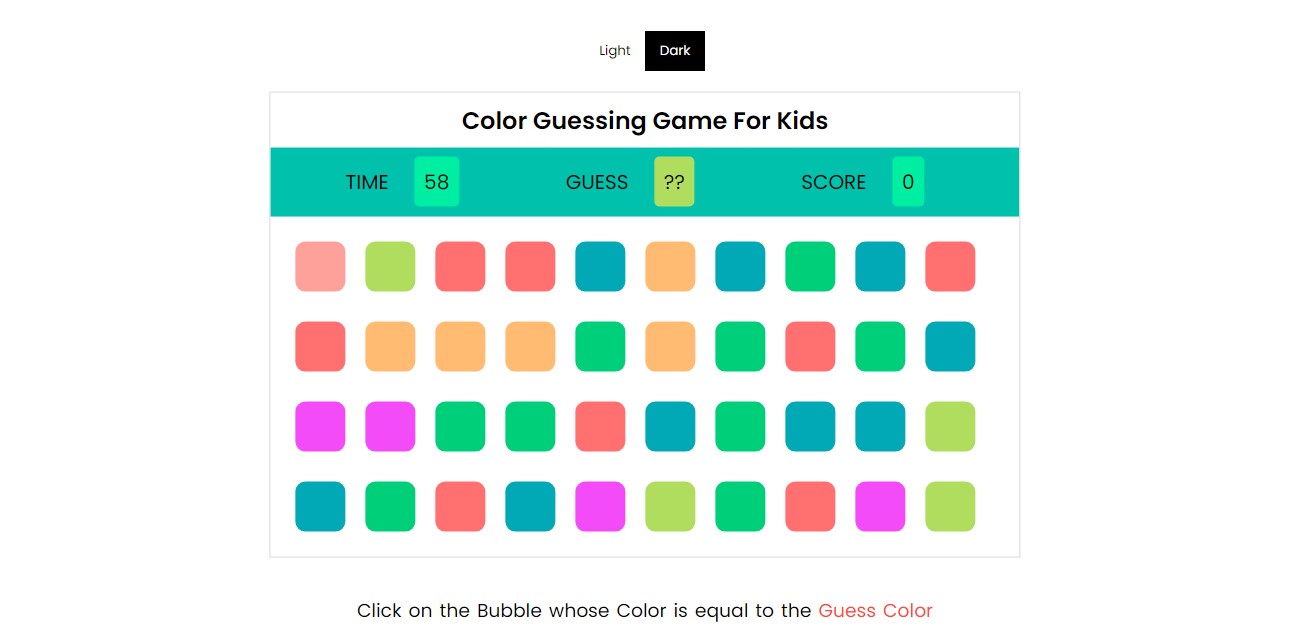 Light Dark
Color Guessing Game For Kids
TIME 58 GUESS ?? SCORE 0
Click on the Bubble whose Color is equal to the Guess Color